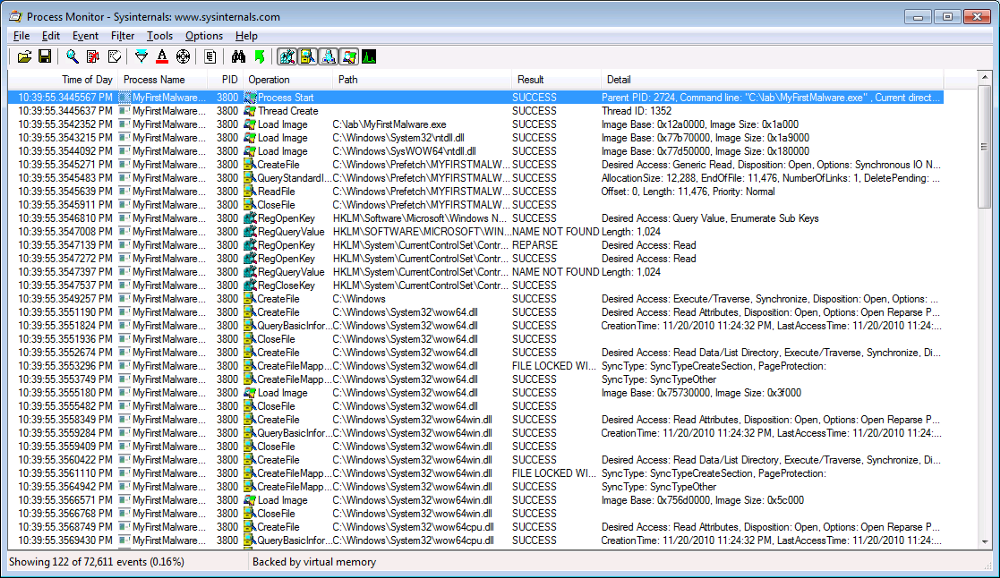 Process Monitor - Sysinternals: www.sysinternals.com
File Edit Event Filter Tools Options Help
Time of Day Process Name PID Operation Path Result Detail
10:39:55.3445567 PM MyFirstMalware... 3800 Process Start SUCCESS Parent PID: 2724, Command line: "C:\lab\MyFirstMalware.exe" , Current direct...
10:39:55.3445637 PM MyFirstMalware... 3800 Thread Create SUCCESS Thread ID: 1352
10:39:55.3542352 PM MyFirstMalware... 3800 Load Image C:\lab\MyFirstMalware.exe SUCCESS Image Base: 0x12a0000, Image Size: 0x1a000
10:39:55.3543215 PM MyFirstMalware... 3800 Load Image C:\Windows\System32\ntdll.dll SUCCESS Image Base: 0x77b70000, Image Size: 0x1a9000
10:39:55.3544092 PM MyFirstMalware... 3800 Load Image C:\Windows\SysWOW64\ntdll.dll SUCCESS Image Base: 0x77d50000, Image Size: 0x180000
10:39:55.3545271 PM MyFirstMalware... 3800 CreateFile C:\Windows\Prefetch\MYFIRSTMALW... SUCCESS Desired Access: Generic Read, Disposition: Open, Options: Synchronous IO N...
10:39:55.3545483 PM MyFirstMalware... 3800 QueryStandardI... C:\Windows\Prefetch\MYFIRSTMALW... SUCCESS AllocationSize: 12,288, EndOfFile: 11,476, NumberOfLinks: 1, DeletePending: ...
10:39:55.3545639 PM MyFirstMalware... 3800 ReadFile C:\Windows\Prefetch\MYFIRSTMALW... SUCCESS Offset: 0, Length: 11,476, Priority: Normal
10:39:55.3545911 PM MyFirstMalware... 3800 CloseFile C:\Windows\Prefetch\MYFIRSTMALW... SUCCESS
10:39:55.3546810 PM MyFirstMalware... 3800 RegOpenKey HKLM\Software\Microsoft\Windows N... SUCCESS Desired Access: Query Value, Enumerate Sub Keys
10:39:55.3547008 PM MyFirstMalware... 3800 RegQueryValue HKLM\SOFTWARE\MICROSOFT\WIN... NAME NOT FOUND Length: 1,024
10:39:55.3547139 PM MyFirstMalware... 3800 RegOpenKey HKLM\System\CurrentControlSet\Contr... REPARSE Desired Access: Read
10:39:55.3547272 PM MyFirstMalware... 3800 RegOpenKey HKLM\System\CurrentControlSet\Contr... SUCCESS Desired Access: Read
10:39:55.3547397 PM MyFirstMalware... 3800 RegQueryValue HKLM\System\CurrentControlSet\Contr... NAME NOT FOUND Length: 1,024
10:39:55.3547537 PM MyFirstMalware... 3800 RegCloseKey HKLM\System\CurrentControlSet\Contr... SUCCESS
10:39:55.3549257 PM MyFirstMalware... 3800 CreateFile C:\Windows SUCCESS Desired Access: Execute/Traverse, Synchronize, Disposition: Open, Options: ...
10:39:55.3551190 PM MyFirstMalware... 3800 CreateFile C:\Windows\System32\wow64.dll SUCCESS Desired Access: Read Attributes, Disposition: Open, Options: Open Reparse P...
10:39:55.3551824 PM MyFirstMalware... 3800 QueryBasicInfor... C:\Windows\System32\wow64.dll SUCCESS CreationTime: 11/20/2010 11:24:32 PM, LastAccessTime: 11/20/2010 11:24:...
10:39:55.3551936 PM MyFirstMalware... 3800 CloseFile C:\Windows\System32\wow64.dll SUCCESS
10:39:55.3552674 PM MyFirstMalware... 3800 CreateFile C:\Windows\System32\wow64.dll SUCCESS Desired Access: Read Data/List Directory, Execute/Traverse, Synchronize, Di...
10:39:55.3553296 PM MyFirstMalware... 3800 CreateFileMapp... C:\Windows\System32\wow64.dll FILE LOCKED WI... SyncType: SyncTypeCreateSection, PageProtection:
10:39:55.3553749 PM MyFirstMalware... 3800 CreateFileMapp... C:\Windows\System32\wow64.dll SUCCESS SyncType: SyncTypeOther
10:39:55.3555180 PM MyFirstMalware... 3800 Load Image C:\Windows\System32\wow64.dll SUCCESS Image Base: 0x75730000, Image Size: 0x3f000
10:39:55.3555482 PM MyFirstMalware... 3800 CloseFile C:\Windows\System32\wow64.dll SUCCESS
10:39:55.3558349 PM MyFirstMalware... 3800 CreateFile C:\Windows\System32\wow64win.dll SUCCESS Desired Access: Read Attributes, Disposition: Open, Options: Open Reparse P...
10:39:55.3559284 PM MyFirstMalware... 3800 QueryBasicInfor... C:\Windows\System32\wow64win.dll SUCCESS CreationTime: 11/20/2010 11:24:32 PM, LastAccessTime: 11/20/2010 11:24:...
10:39:55.3559409 PM MyFirstMalware... 3800 CloseFile C:\Windows\System32\wow64win.dll SUCCESS
10:39:55.3560422 PM MyFirstMalware... 3800 CreateFile C:\Windows\System32\wow64win.dll SUCCESS Desired Access: Read Data/List Directory, Execute/Traverse, Synchronize, Di...
10:39:55.3561110 PM MyFirstMalware... 3800 CreateFileMapp... C:\Windows\System32\wow64win.dll FILE LOCKED WI... SyncType: SyncTypeCreateSection, PageProtection:
10:39:55.3564942 PM MyFirstMalware... 3800 CreateFileMapp... C:\Windows\System32\wow64win.dll SUCCESS SyncType: SyncTypeOther
10:39:55.3566571 PM MyFirstMalware... 3800 Load Image C:\Windows\System32\wow64win.dll SUCCESS Image Base: 0x756d0000, Image Size: 0x5c000
10:39:55.3566768 PM MyFirstMalware... 3800 CloseFile C:\Windows\System32\wow64win.dll SUCCESS
10:39:55.3568749 PM MyFirstMalware... 3800 CreateFile C:\Windows\System32\wow64cpu.dll SUCCESS Desired Access: Read Attributes, Disposition: Open, Options: Open Reparse P...
10:39:55.3569430 PM MyFirstMalware... 3800 QueryBasicInfor... C:\Windows\System32\wow64cpu.dll SUCCESS CreationTime: 11/20/2010 11:24:32 PM, LastAccessTime: 11/20/2010 11:24:...
Showing 122 of 72,611 events (0.16%) Backed by virtual memory